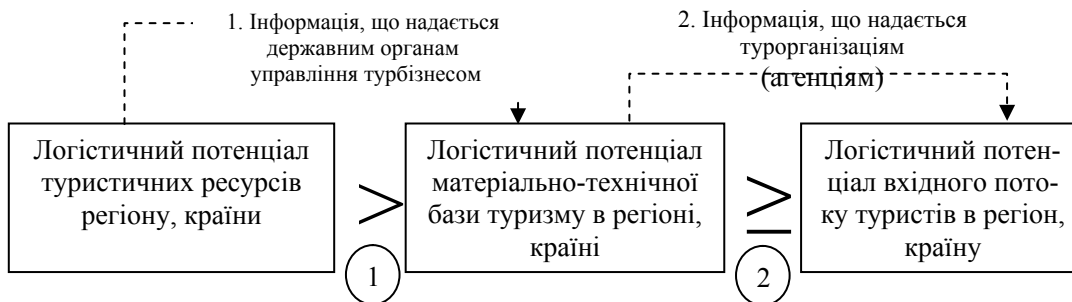 1. Інформація, що надається
державним органам
управління турбізнесом
2. Інформація, що надається
турорганізаціям
(агенціям)
Логістичний потенціал
туристичних ресурсів
регіону, країни
>
1
Логістичний потенціал
матеріально-технічної
бази туризму в регіоні,
країні
≥
2
Логістичний потен-
ціал вхідного пото-
ку туристів в регіон,
країну